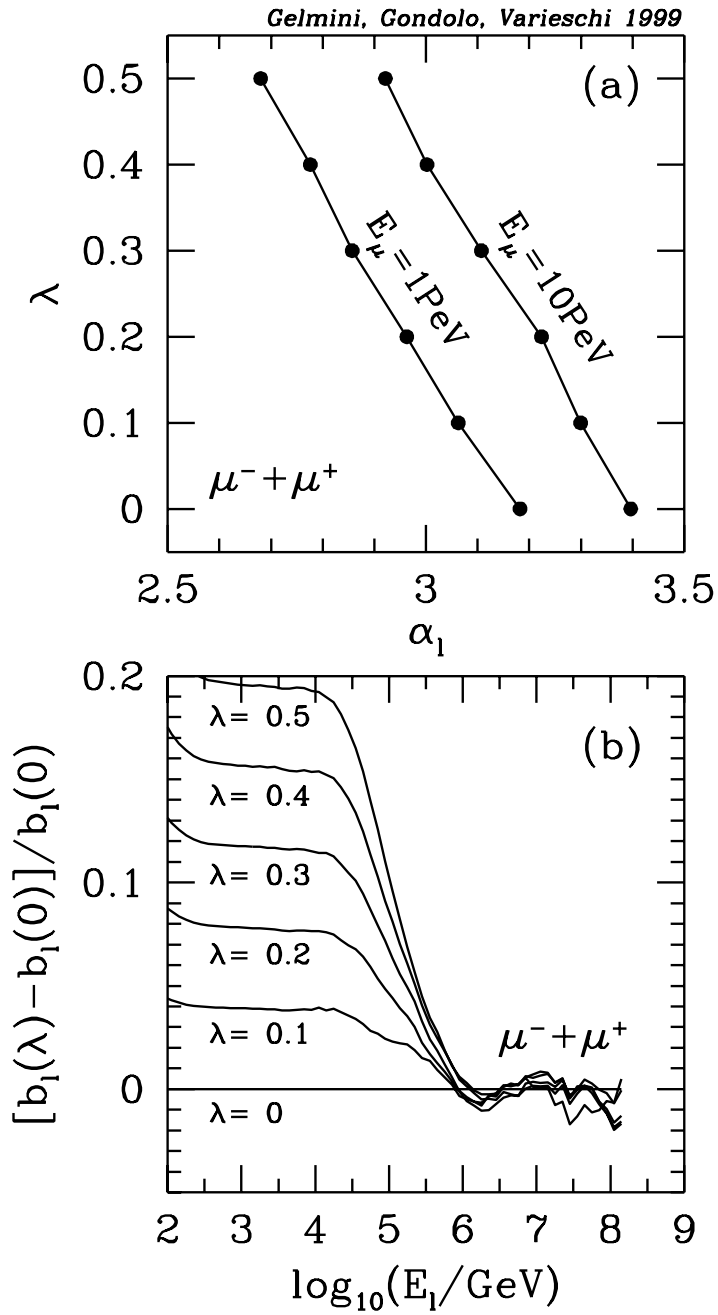 Gelmini, Gondolo, Varieschi 1999
(a)
0.5
0.4
0.3
0.2
0.1
0
λ
E_μ=1PeV
E_μ=10PeV
μ⁻+μ⁺
2.5 3 3.5
α_l
(b)
0.2
0.1
0
[b_l(λ)−b_l(0)]/b_l(0)
λ= 0.5
λ= 0.4
λ= 0.3
λ= 0.2
λ= 0.1
λ= 0
μ⁻+μ⁺
2 3 4 5 6 7 8 9
log₁₀(E_l/GeV)